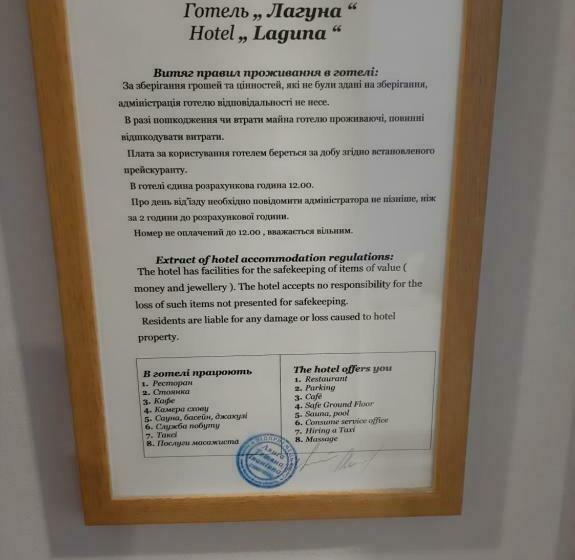 Готель „ Лагуна “
Hotel „ Laguna “
Витяг правил проживання в готелі:
За зберігання грошей та цінностей, які не були здані на зберігання,
адміністрація готелю відповідальності не несе.
В разі пошкодження чи втрати майна готелю проживаючі, повинні
відшкодувати витрати.
Плата за користування готелем береться за добу згідно встановленого
прейскуранту.
В готелі єдина розрахункова година 12.00.
Про день від'їзду необхідно повідомити адміністратора не пізніше, ніж
за 2 години до розрахункової години.
Номер не оплачений до 12.00 , вважається вільним.
Extract of hotel accommodation regulations:
The hotel has facilities for the safekeeping of items of value (
money and jewellery ). The hotel accepts no responsibility for the
loss of such items not presented for safekeeping.
Residents are liable for any damage or loss caused to hotel
property.
В готелі працюють
1. Ресторан
2. Стоянка
3. Кафе
4. Камера схову
5. Сауна, басейн, джакузі
6. Служба побуту
7. Таксі
8. Послуги масажиста
The hotel offers you
1. Restaurant
2. Parking
3. Café
4. Safe Ground Floor
5. Sauna, pool
6. Consume service office
7. Hiring a Taxi
8. Massage